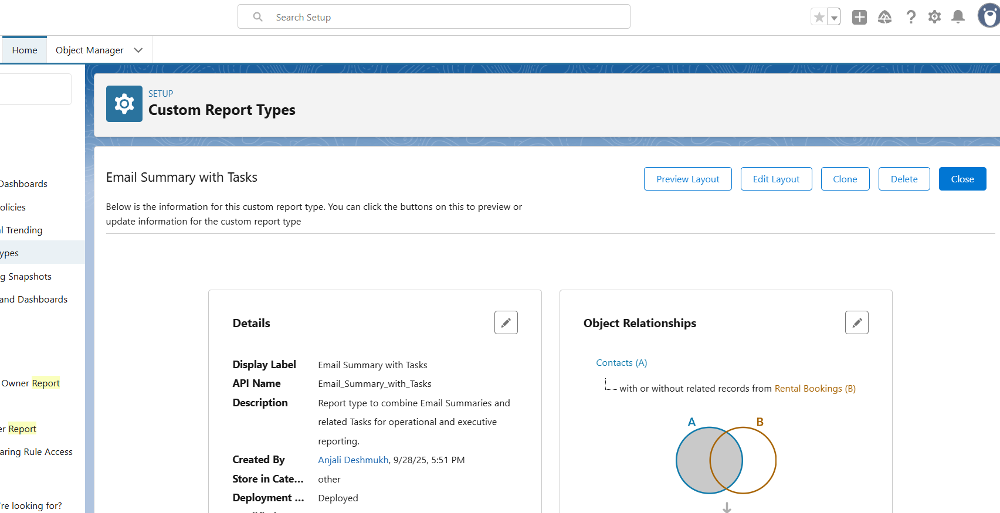 Search Setup
Home
Object Manager
SETUP
Custom Report Types
Dashboards
olicies
l Trending
ypes
g Snapshots
and Dashboards
Owner Report
er Report
aring Rule Access
're looking for?
Email Summary with Tasks
Preview Layout
Edit Layout
Clone
Delete
Close
Below is the information for this custom report type. You can click the buttons on this to preview or
update information for the custom report type
Details
Display Label Email Summary with Tasks
API Name Email_Summary_with_Tasks
Description Report type to combine Email Summaries and
related Tasks for operational and executive
reporting.
Created By Anjali Deshmukh, 9/28/25, 5:51 PM
Store in Cate... other
Deployment ... Deployed
Object Relationships
Contacts (A)
with or without related records from Rental Bookings (B)
A B